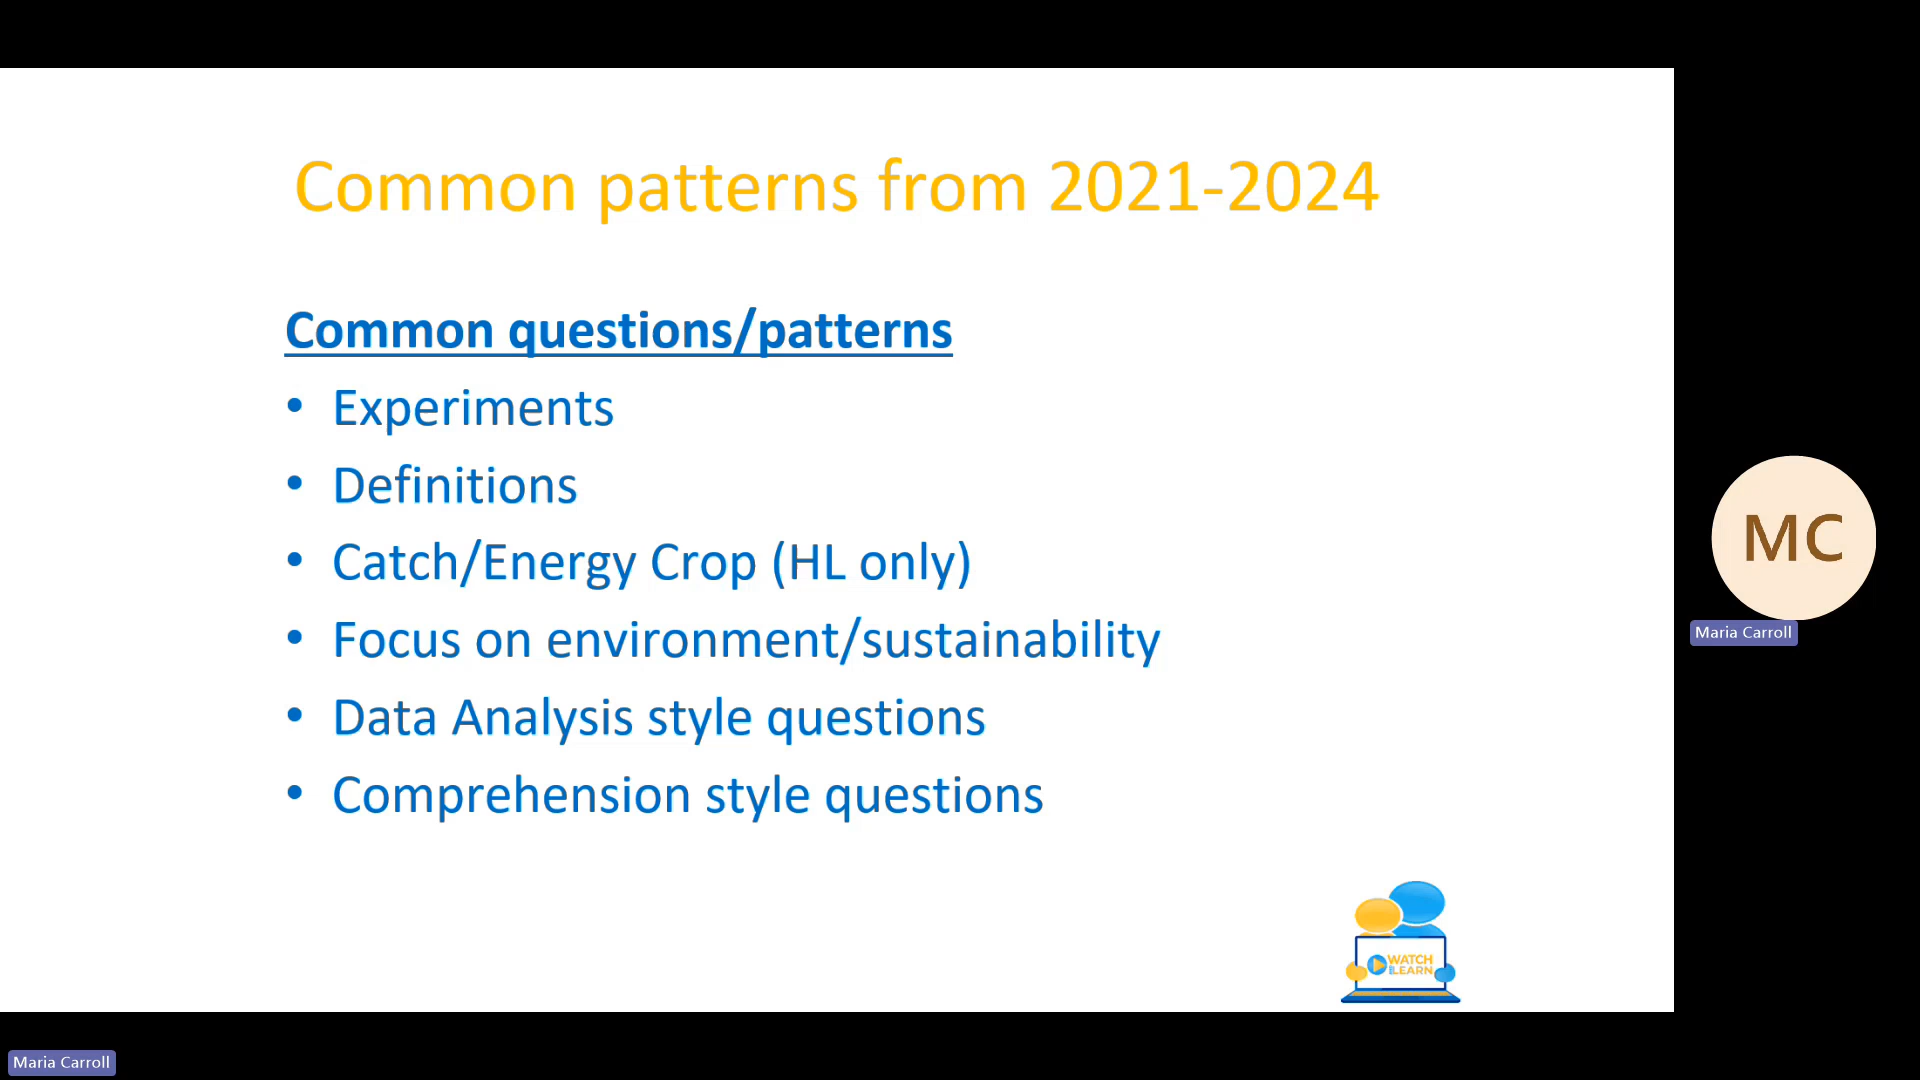 Common patterns from 2021-2024
Common questions/patterns
• Experiments
• Definitions
• Catch/Energy Crop (HL only)
• Focus on environment/sustainability
• Data Analysis style questions
• Comprehension style questions
MC
Maria Carroll
WATCH
LEARN
Maria Carroll